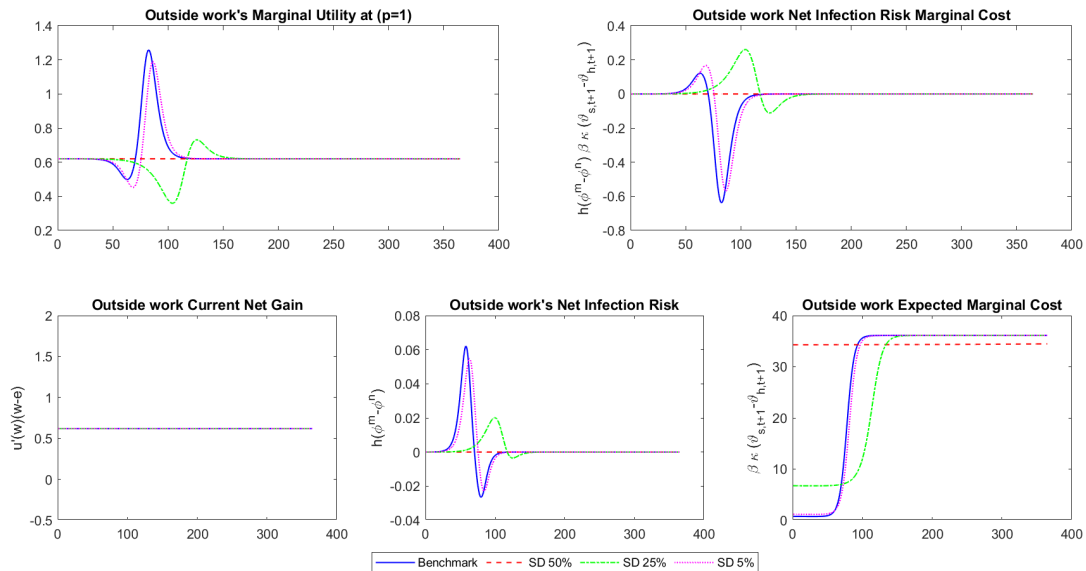 Outside work's Marginal Utility at (p=1)
1.4
1.2
1
0.8
0.6
0.4
0.2
0 50 100 150 200 250 300 350 400
Outside work Net Infection Risk Marginal Cost
h(ϕ^m-ϕ^n) β κ (ϑ_s,t+1-ϑ_h,t+1)
0.4
0.2
0
-0.2
-0.4
-0.6
-0.8
0 50 100 150 200 250 300 350 400
Outside work Current Net Gain
u'(w)(w-e)
2
1.5
1
0.5
0
-0.5
0 100 200 300 400
Outside work's Net Infection Risk
h(ϕ^m-ϕ^n)
0.08
0.06
0.04
0.02
0
-0.02
-0.04
0 100 200 300 400
Outside work Expected Marginal Cost
β κ (ϑ_s,t+1-ϑ_h,t+1)
40
30
20
10
0
0 100 200 300 400
Benchmark SD 50% SD 25% SD 5%